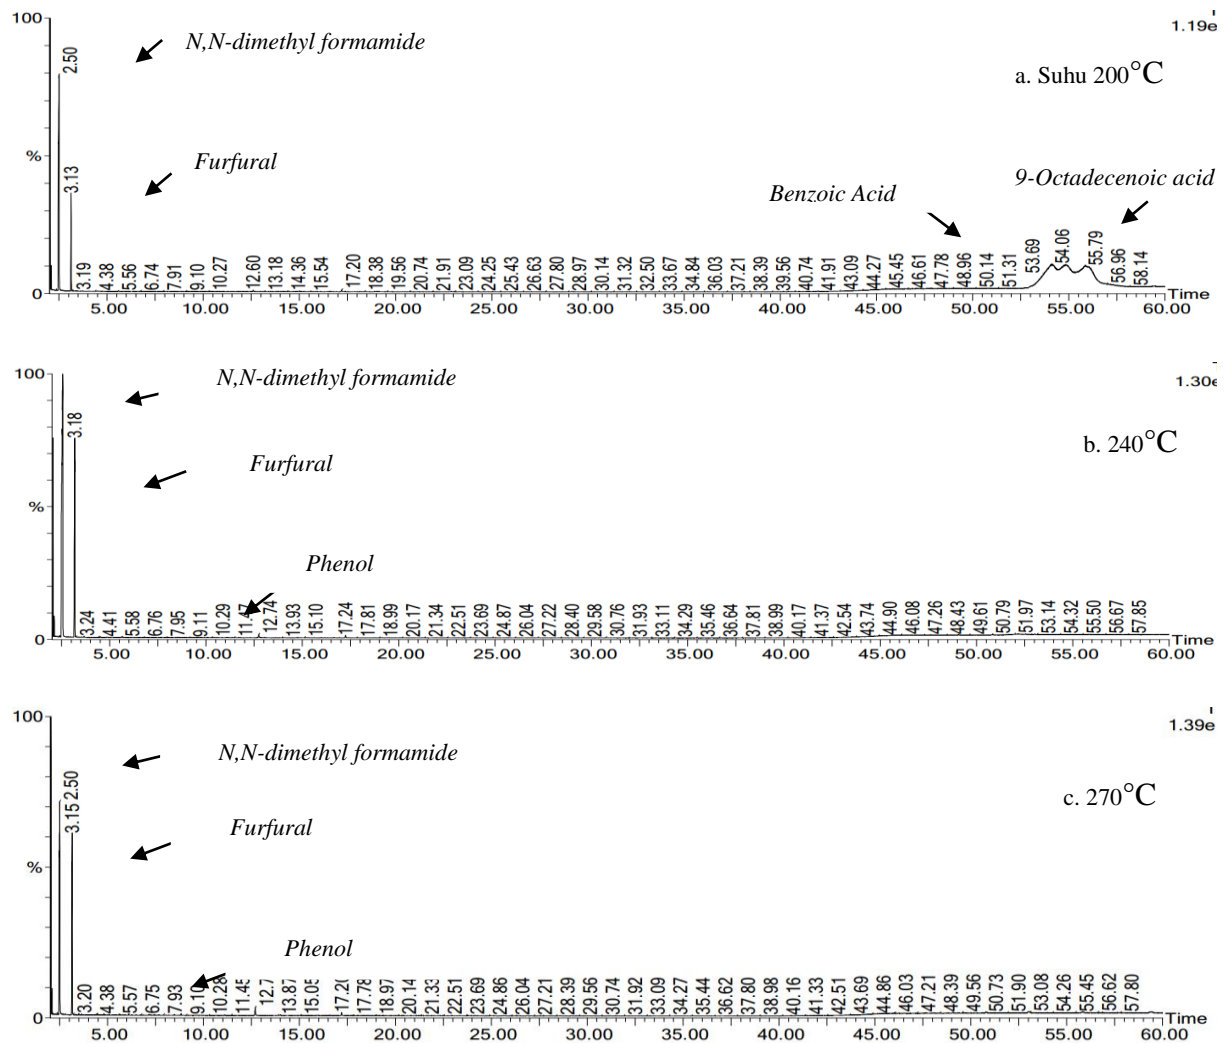 100
1.19e
N,N-dimethyl formamide
2.50
a. Suhu 200°C
%
Furfural
3.13
Benzoic Acid
9-Octadecenoic acid
3.19 4.38 5.56 6.74 7.91 9.10 10.27 12.60 13.18 14.36 15.54 17.20 18.38 19.56 20.74 21.91 23.09 24.25 25.43 26.63 27.80 28.97 30.14 31.32 32.50 33.67 34.84 36.03 37.21 38.39 39.56 40.74 41.91 43.09 44.27 45.45 46.61 47.78 48.96 50.14 51.31 53.69 54.06 55.79 56.96 58.14
0
Time
5.00 10.00 15.00 20.00 25.00 30.00 35.00 40.00 45.00 50.00 55.00 60.00
100
1.30e
N,N-dimethyl formamide
3.18
b. 240°C
Furfural
%
Phenol
3.24 4.41 5.58 6.76 7.95 9.11 10.29 11.47 12.74 13.93 15.10 17.24 17.81 18.99 20.17 21.34 22.51 23.69 24.87 26.04 27.22 28.40 29.58 30.76 31.93 33.11 34.29 35.46 36.64 37.81 38.99 40.17 41.37 42.54 43.74 44.90 46.08 47.26 48.43 49.61 50.79 51.97 53.14 54.32 55.50 56.67 57.85
0
Time
5.00 10.00 15.00 20.00 25.00 30.00 35.00 40.00 45.00 50.00 55.00 60.00
100
1.39e
N,N-dimethyl formamide
3.15 2.50
c. 270°C
Furfural
%
Phenol
3.20 4.38 5.57 6.75 7.93 9.10 10.28 11.45 12.7 13.87 15.05 17.20 17.78 18.97 20.14 21.33 22.51 23.69 24.86 26.04 27.21 28.39 29.56 30.74 31.92 33.09 34.27 35.44 36.62 37.80 38.98 40.16 41.33 42.51 43.69 44.86 46.03 47.21 48.39 49.56 50.73 51.90 53.08 54.26 55.45 56.62 57.80
0
Time
5.00 10.00 15.00 20.00 25.00 30.00 35.00 40.00 45.00 50.00 55.00 60.00